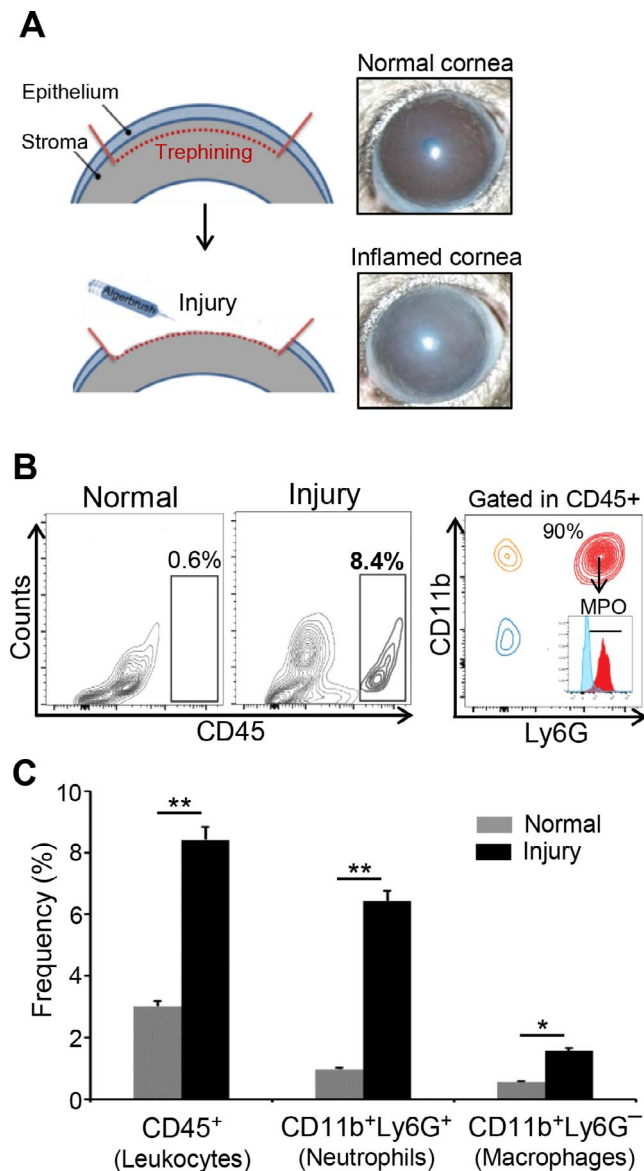 A
Normal cornea
Epithelium
Stroma
Trephining
Inflamed cornea
Algerbrush
Injury
B
Normal
Injury
Gated in CD45+
0.6%
8.4%
90%
MPO
Counts
CD11b
CD45
Ly6G
C
10
8
6
4
2
0
Frequency (%)
**
**
*
Normal
Injury
CD45⁺
(Leukocytes)
CD11b⁺Ly6G⁺
(Neutrophils)
CD11b⁺Ly6G⁻
(Macrophages)